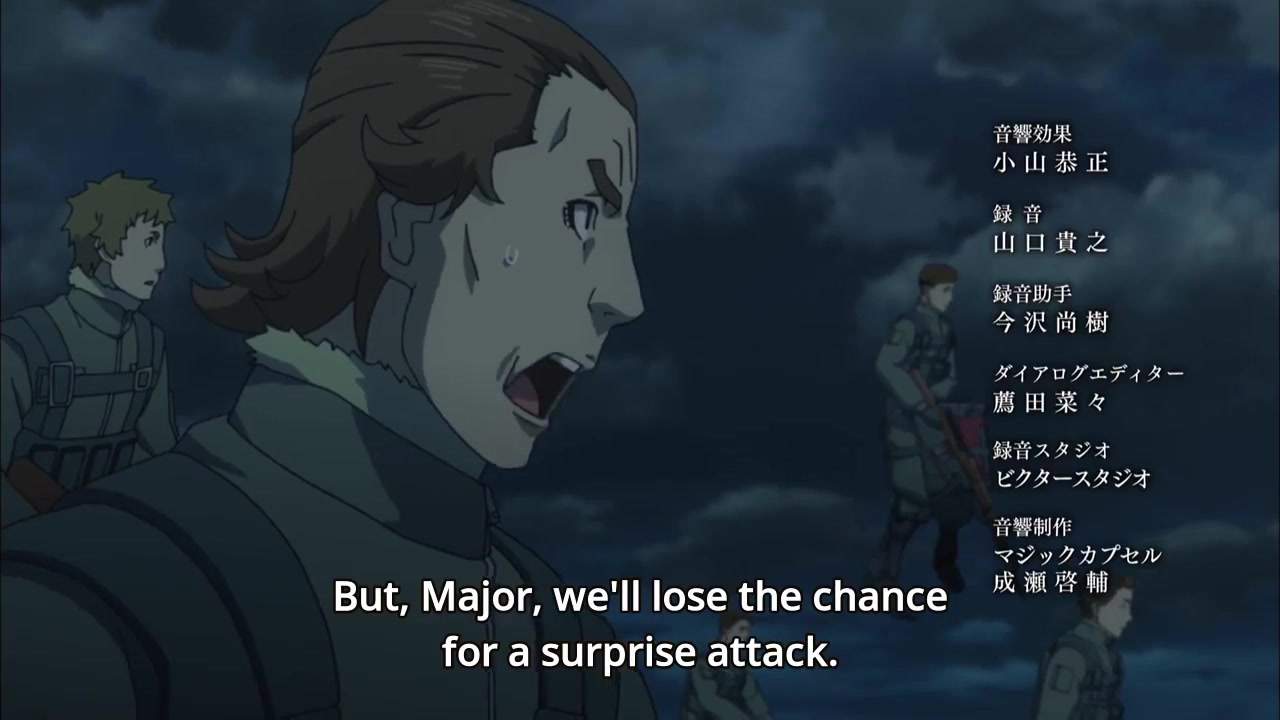 音響効果
小山恭正
録音
山口貴之
録音助手
今沢尚樹
ダイアログエディター
薦田菜々
録音スタジオ
ビクタースタジオ
音響制作
マジックカプセル
成瀬啓輔
But, Major, we'll lose the chance
for a surprise attack.